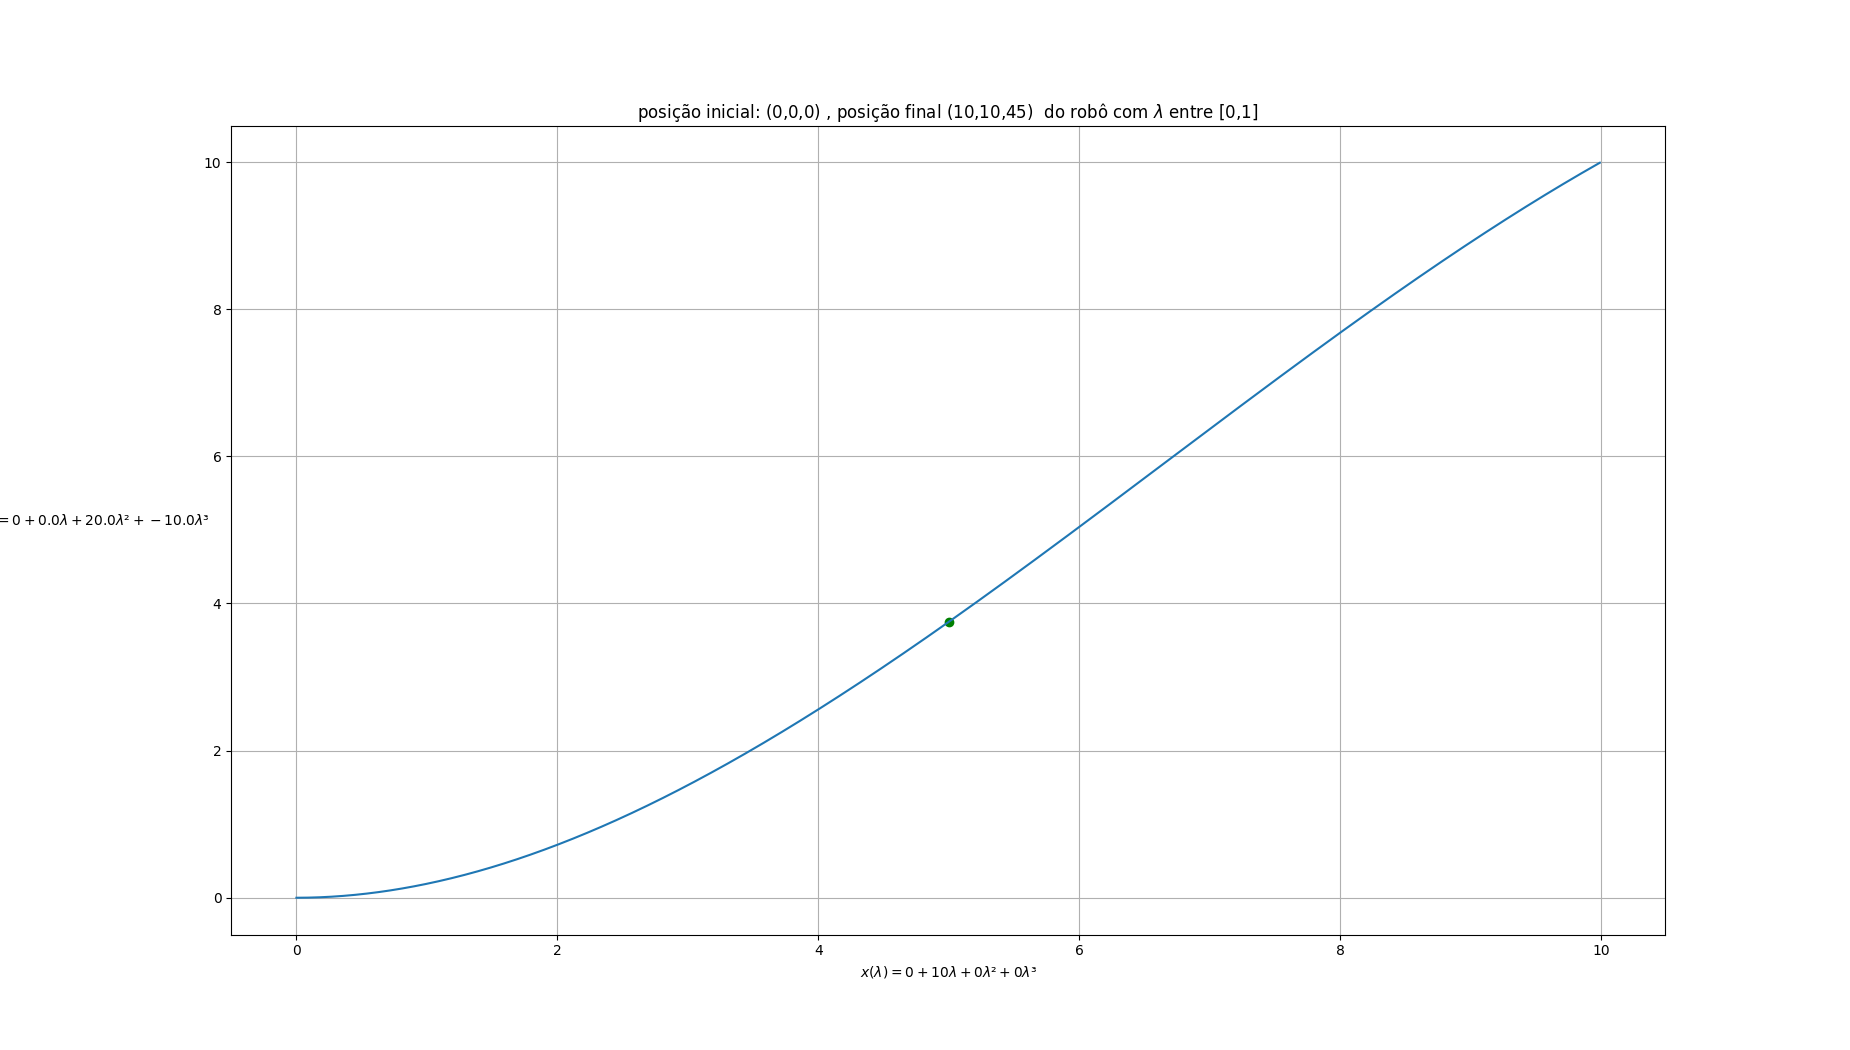 posição inicial: (0,0,0) , posição final (10,10,45)  do robô com λ entre [0,1]
10
8
6
= 0 + 0.0λ + 20.0λ² + − 10.0λ³
4
2
0
0 2 4 6 8 10
x(λ) = 0 + 10λ + 0λ² + 0λ³